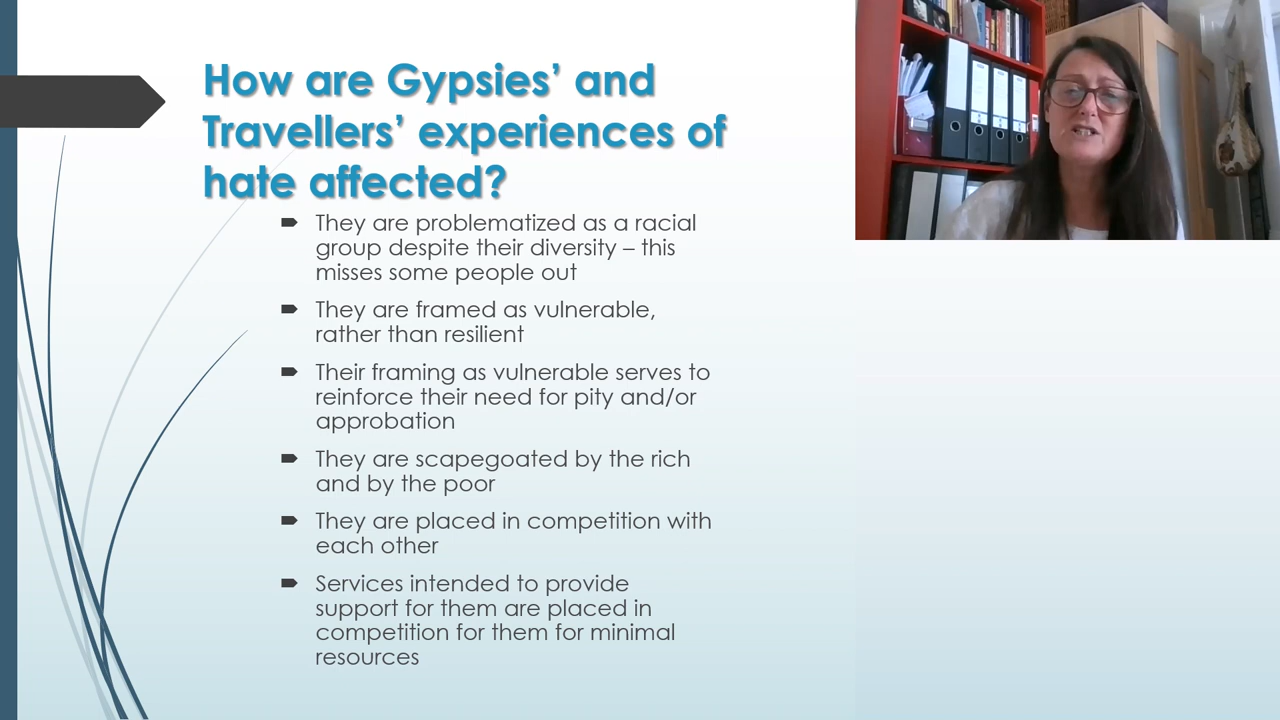 How are Gypsies’ and
Travellers’ experiences of
hate affected?
They are problematized as a racial
group despite their diversity – this
misses some people out
They are framed as vulnerable,
rather than resilient
Their framing as vulnerable serves to
reinforce their need for pity and/or
approbation
They are scapegoated by the rich
and by the poor
They are placed in competition with
each other
Services intended to provide
support for them are placed in
competition for them for minimal
resources